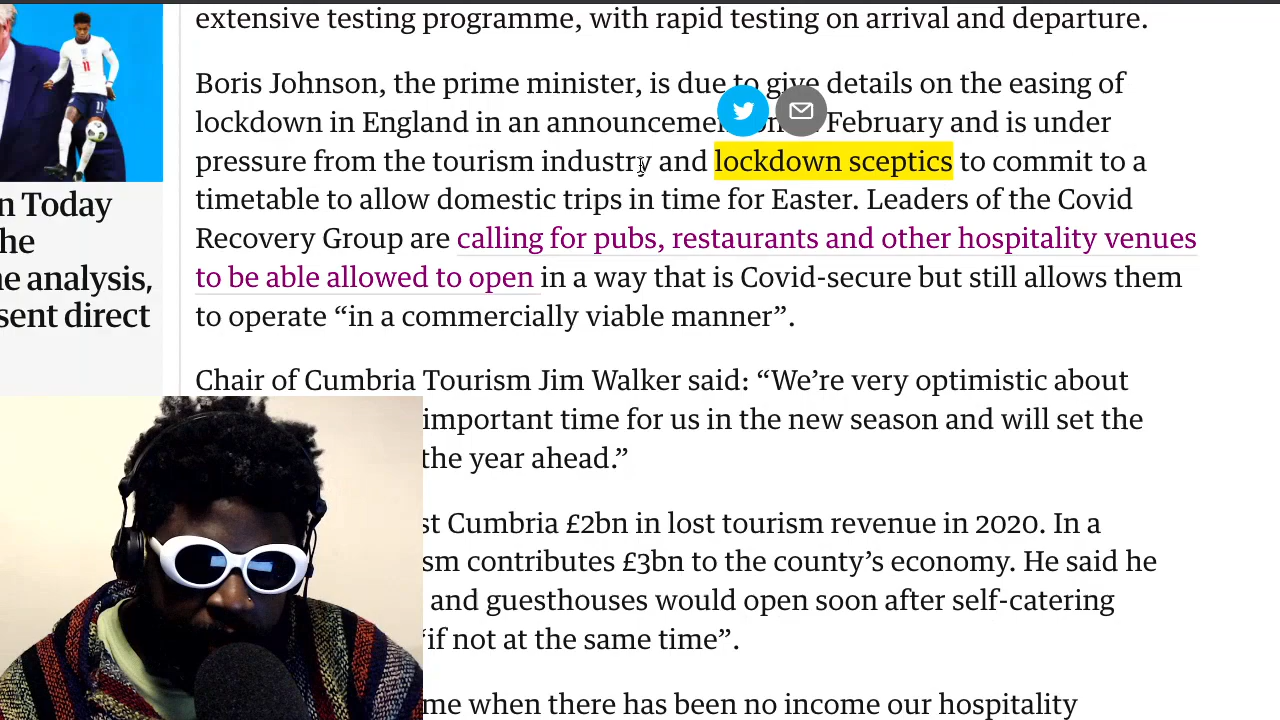 extensive testing programme, with rapid testing on arrival and departure.
Boris Johnson, the prime minister, is due to give details on the easing of
lockdown in England in an announcement on February and is under
pressure from the tourism industry and lockdown sceptics to commit to a
timetable to allow domestic trips in time for Easter. Leaders of the Covid
Recovery Group are calling for pubs, restaurants and other hospitality venues
to be able allowed to open in a way that is Covid-secure but still allows them
to operate “in a commercially viable manner”.
n Today
he
e analysis,
sent direct
Chair of Cumbria Tourism Jim Walker said: “We’re very optimistic about
important time for us in the new season and will set the
the year ahead.”
st Cumbria £2bn in lost tourism revenue in 2020. In a
sm contributes £3bn to the county’s economy. He said he
and guesthouses would open soon after self-catering
“if not at the same time”.
me when there has been no income our hospitality
11
11